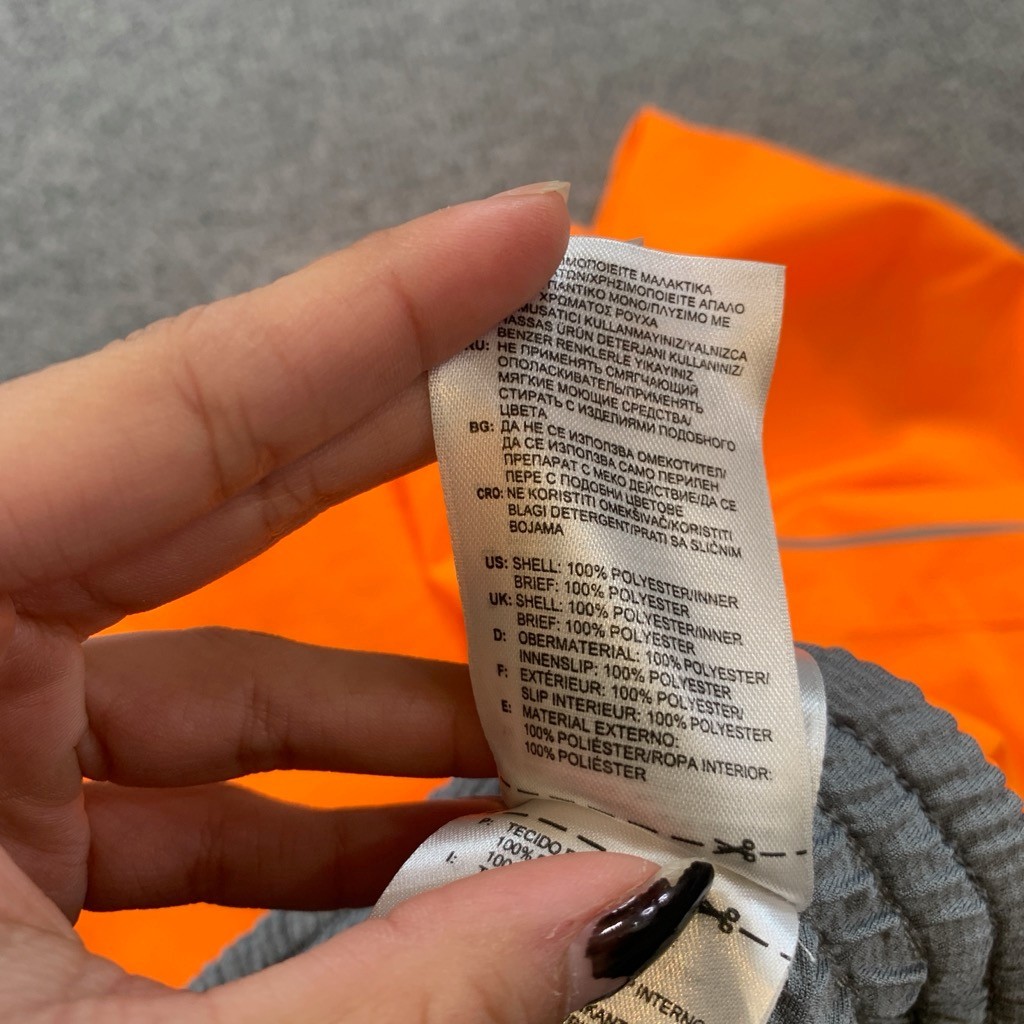 ΜΑΛΑΚΤΙΚΑ
ΑΠΑΛΟ
ΜΟΝΟ/ΠΛΥΣΙΜΟ ΜΕ
ΧΡΩΜΑΤΟΣ ΡΟΥΧΑ
KULLANMAYINIZ/YALNIZCA
HASSAS ÜRÜN DETERJANI KULLANINIZ/
BENZER RENKLERLE YIKAYINIZ
RU: НЕ ПРИМЕНЯТЬ СМЯГЧАЮЩИЙ
ОПОЛАСКИВАТЕЛЬ/ПРИМЕНЯТЬ
МЯГКИЕ МОЮЩИЕ СРЕДСТВА/
СТИРАТЬ С ИЗДЕЛИЯМИ ПОДОБНОГО
ЦВЕТА
BG: ДА НЕ СЕ ИЗПОЛЗВА ОМЕКОТИТЕЛ/
ДА СЕ ИЗПОЛЗВА САМО ПЕРИЛЕН
ПРЕПАРАТ С МЕКО ДЕЙСТВИЕ/ДА СЕ
ПЕРЕ С ПОДОБНИ ЦВЕТОВЕ
CRO: NE KORISTITI OMEKŠIVAČ/KORISTITI
BLAGI DETERGENT/PRATI SA SLIČNIM
BOJAMA
US: SHELL: 100% POLYESTER/INNER
BRIEF: 100% POLYESTER
UK: SHELL: 100% POLYESTER/INNER
BRIEF: 100% POLYESTER
D: OBERMATERIAL: 100% POLYESTER/
INNENSLIP: 100% POLYESTER
F: EXTÉRIEUR: 100% POLYESTER/
SLIP INTERIEUR: 100% POLYESTER
E: MATERIAL EXTERNO:
100% POLIÉSTER/ROPA INTERIOR:
100% POLIÉSTER
P: TECIDO
100%
I: 100
INTERNO